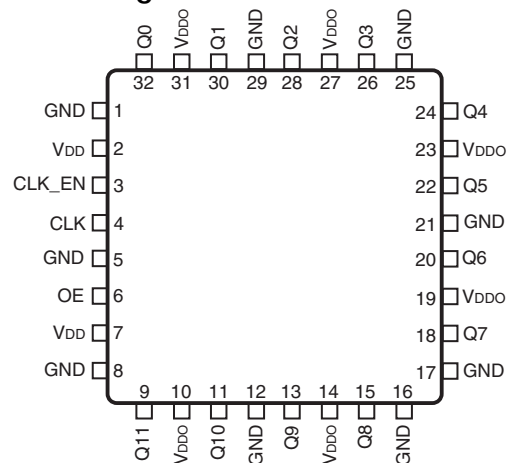 Q0 VDDO Q1 GND Q2 VDDO Q3 GND
32 31 30 29 28 27 26 25
GND 1
VDD 2
CLK_EN 3
CLK 4
GND 5
OE 6
VDD 7
GND 8
24 Q4
23 VDDO
22 Q5
21 GND
20 Q6
19 VDDO
18 Q7
17 GND
9 10 11 12 13 14 15 16
Q11 VDDO Q10 GND Q9 VDDO Q8 GND